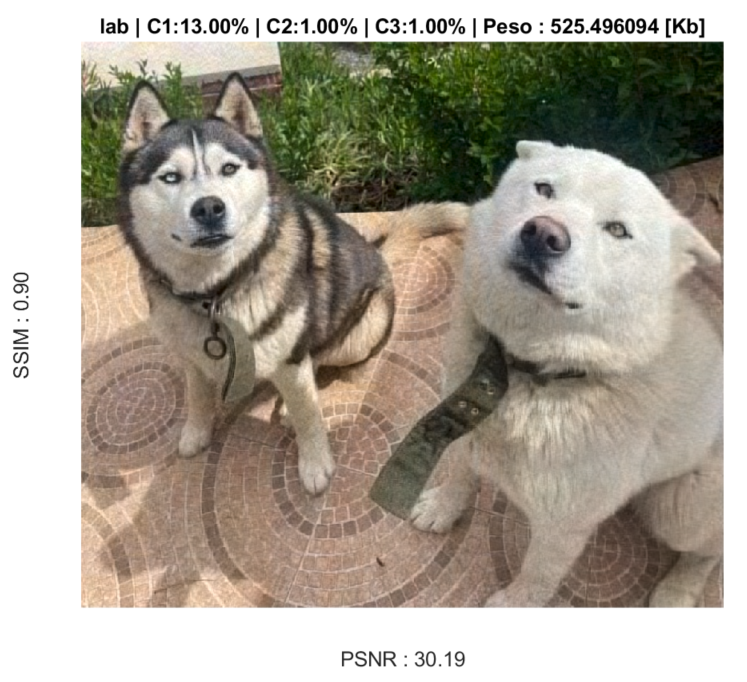 lab | C1:13.00% | C2:1.00% | C3:1.00% | Peso : 525.496094 [Kb]
SSIM : 0.90
PSNR : 30.19